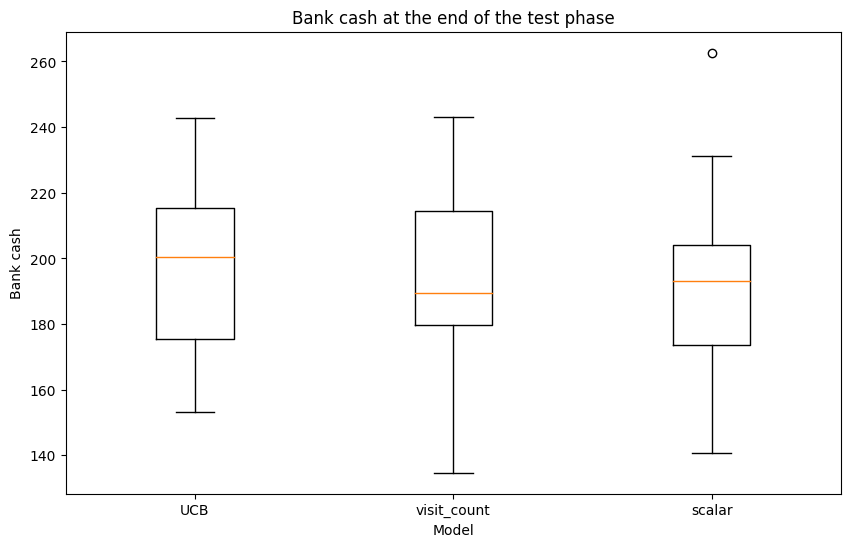 Bank cash at the end of the test phase
260
240
220
200
180
160
140
Bank cash
UCB
visit_count
scalar
Model